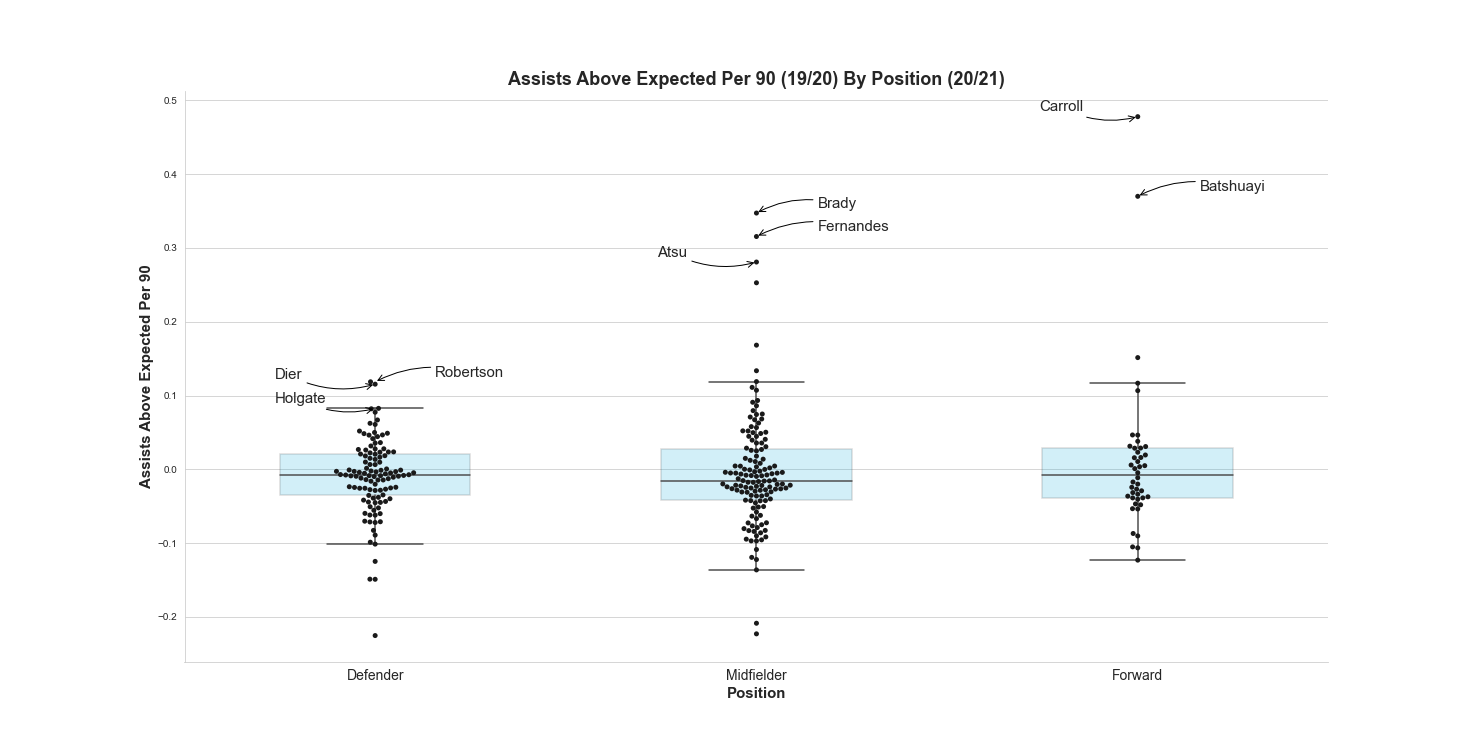 Assists Above Expected Per 90 (19/20) By Position (20/21)
Assists Above Expected Per 90
0.5
0.4
0.3
0.2
0.1
0.0
−0.1
−0.2
Carroll
Batshuayi
Brady
Fernandes
Atsu
Dier
Robertson
Holgate
Defender
Midfielder
Forward
Position